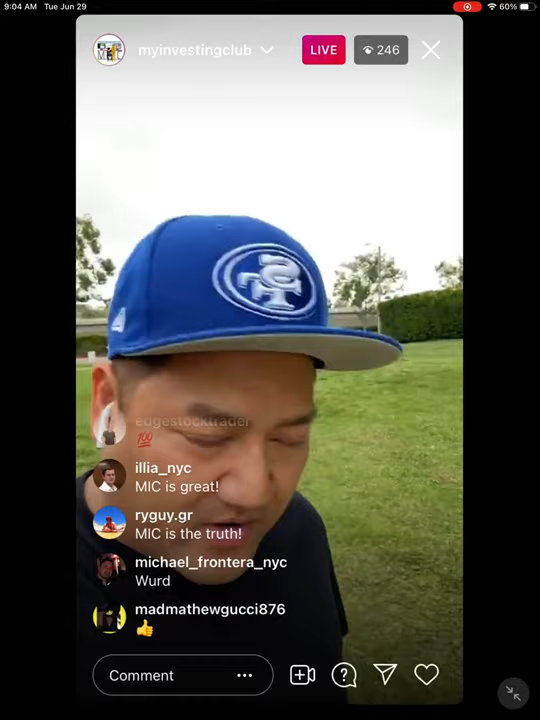 9:04 AM Tue Jun 29
60%
myinvestingclub
LIVE
246
SF
edgestocktrader
💯
illia_nyc
MIC is great!
ryguy.gr
MIC is the truth!
michael_frontera_nyc
Wurd
madmathewgucci876
👍
Comment